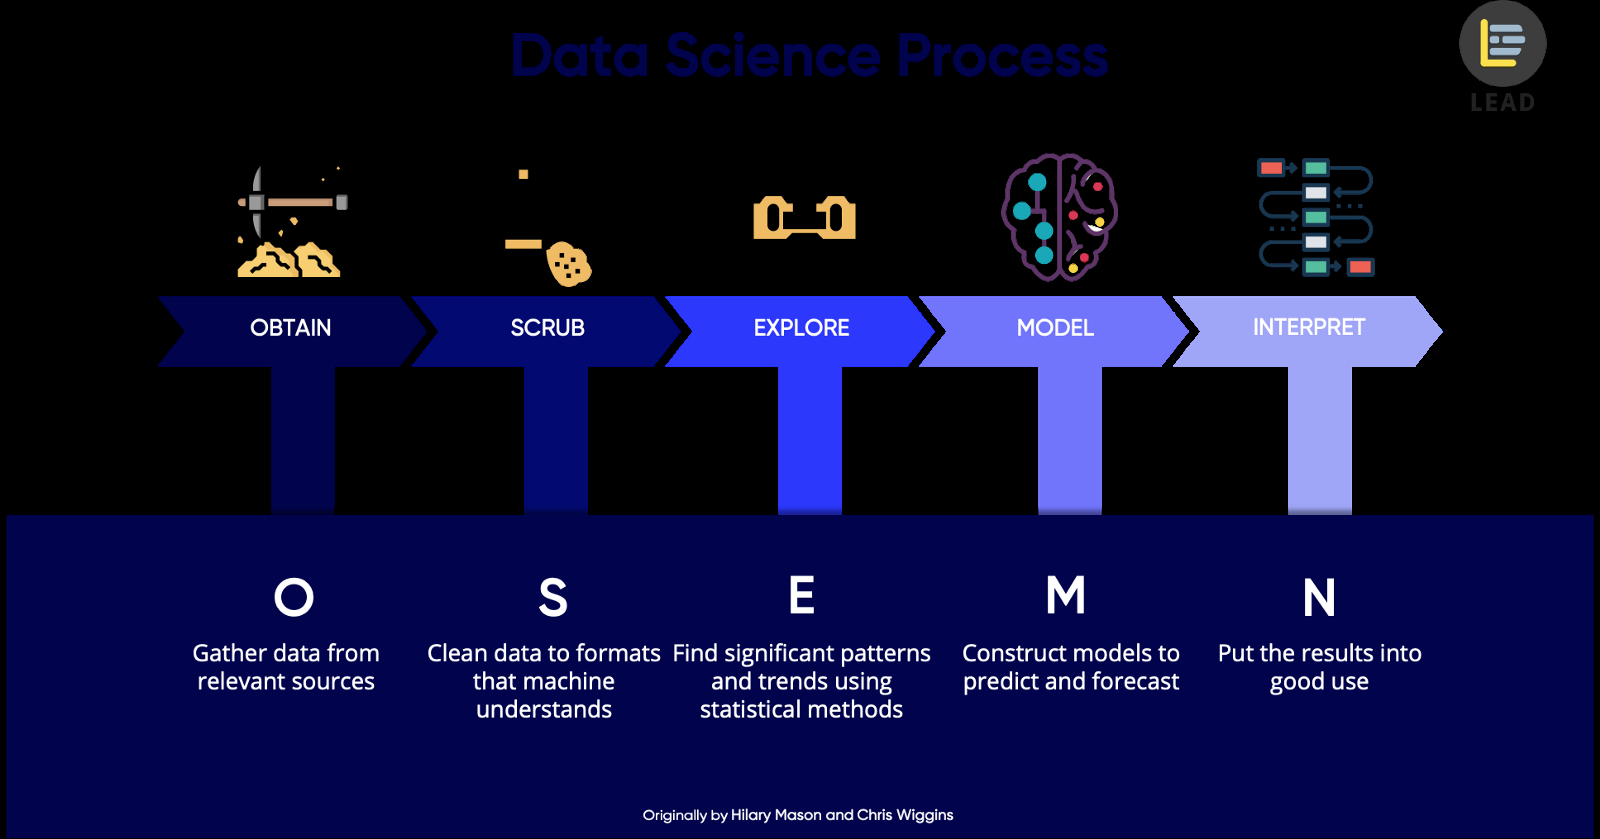 Data Science Process
LEAD
OBTAIN
SCRUB
EXPLORE
MODEL
INTERPRET
O
Gather data from
relevant sources
S
Clean data to formats
that machine
understands
E
Find significant patterns
and trends using
statistical methods
M
Construct models to
predict and forecast
N
Put the results into
good use
Originally by Hilary Mason and Chris Wiggins